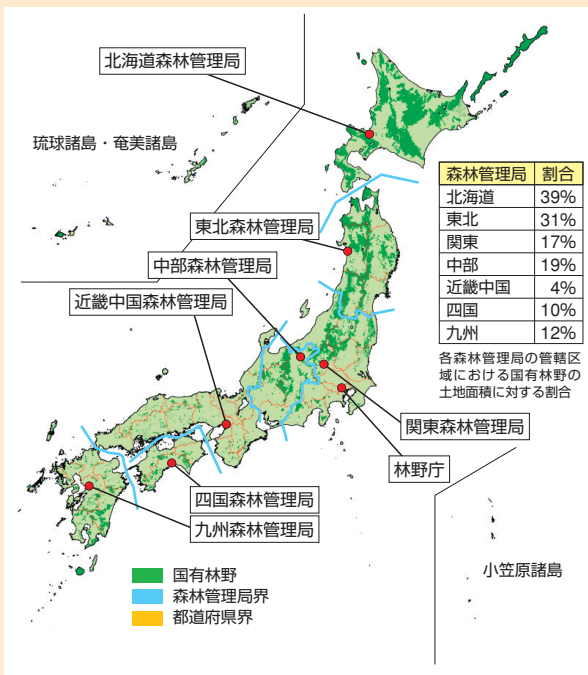 北海道森林管理局
琉球諸島・奄美諸島
森林管理局 割合
北海道 39%
東北 31%
関東 17%
中部 19%
近畿中国 4%
四国 10%
九州 12%
各森林管理局の管轄区
域における国有林野の
土地面積に対する割合
東北森林管理局
中部森林管理局
近畿中国森林管理局
関東森林管理局
林野庁
四国森林管理局
九州森林管理局
小笠原諸島
国有林野
森林管理局界
都道府県界